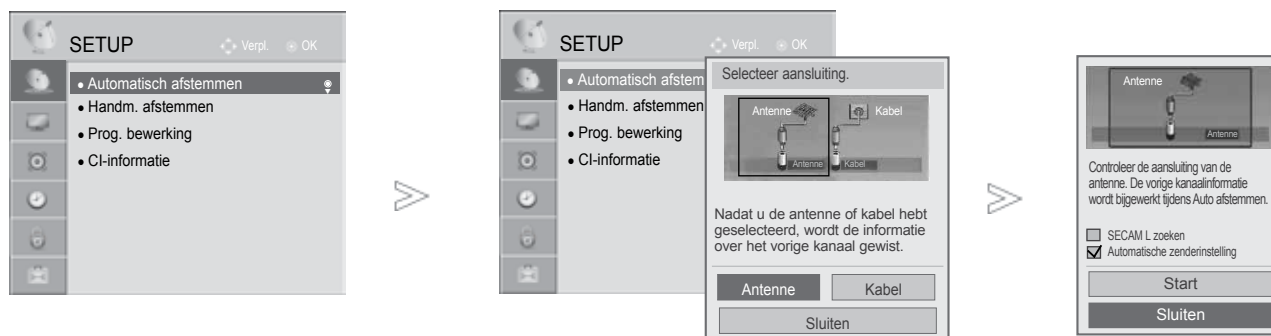 SETUP
Verpl. OK
• Automatisch afstemmen
• Handm. afstemmen
• Prog. bewerking
• CI-informatie
>>
SETUP
Verpl. OK
• Automatisch afstem
• Handm. afstemmen
• Prog. bewerking
• CI-informatie
Selecteer aansluiting.
Antenne Kabel
Antenne Kabel
Nadat u de antenne of kabel hebt
geselecteerd, wordt de informatie
over het vorige kanaal gewist.
Antenne Kabel
Sluiten
>>
Antenne
Antenne
Controleer de aansluiting van de
antenne. De vorige kanaalinformatie
wordt bijgewerkt tijdens Auto afstemmen.
SECAM L zoeken
Automatische zenderinstelling
Start
Sluiten